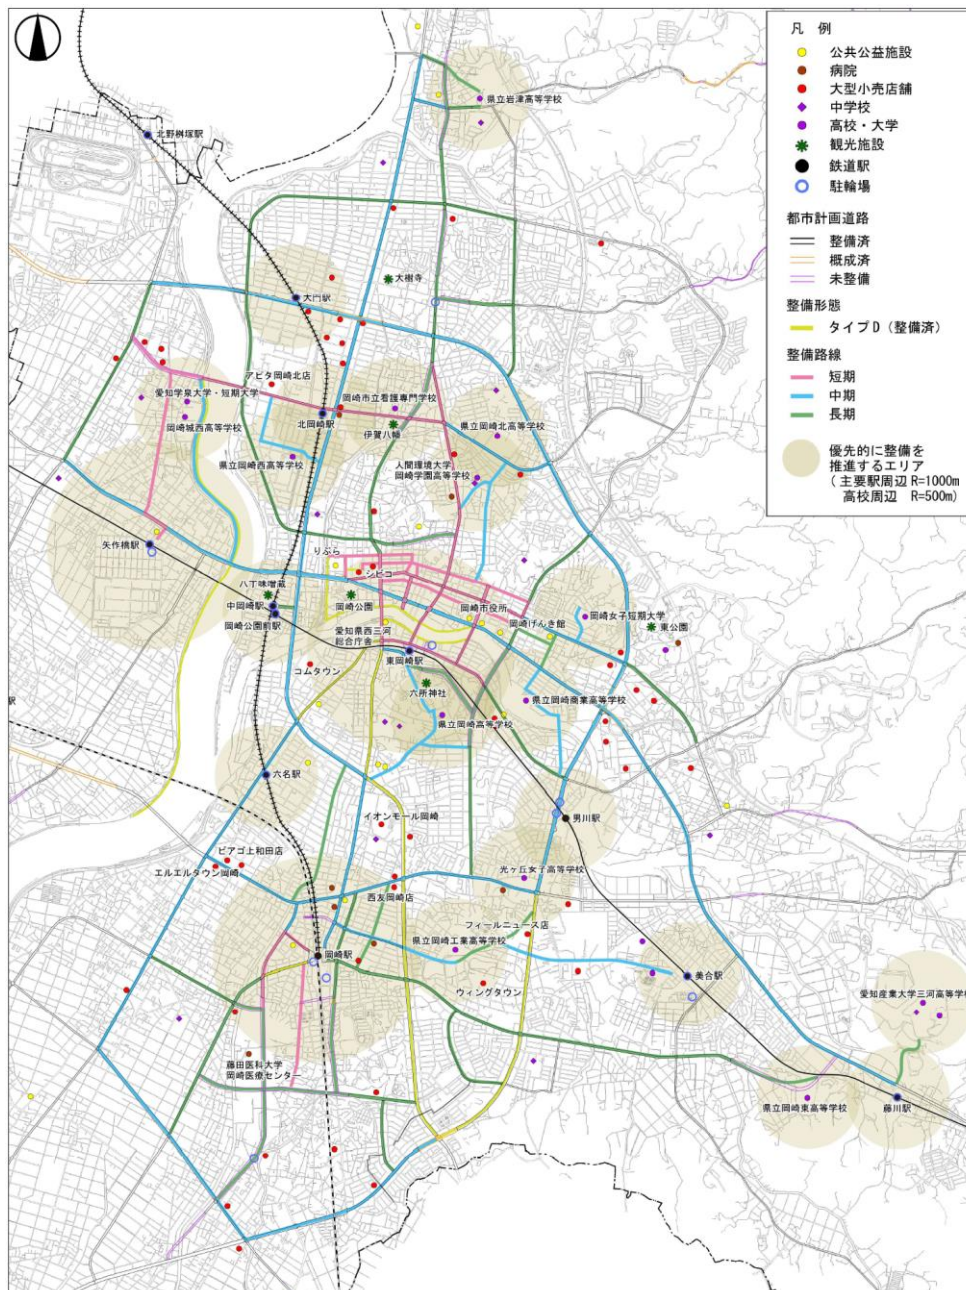 凡 例
公共公益施設
病院
大型小売店舗
中学校
高校・大学
観光施設
鉄道駅
駐輪場
都市計画道路
整備済
概成済
未整備
整備形態
タイプD（整備済）
整備路線
短期
中期
長期
優先的に整備を
推進するエリア
（主要駅周辺 R=1000m
高校周辺 R=500m）
県立岩津高等学校
北野桝塚駅
大樹寺
大門駅
アピタ岡崎北店
愛知学泉大学・短期大学
岡崎市立看護専門学校
岡崎城西高等学校
北岡崎駅
伊賀八幡
県立岡崎北高等学校
県立岡崎西高等学校
人間環境大学
岡崎学園高等学校
矢作橋駅
りぶら
シビコ
八丁味噌蔵
中岡崎駅
岡崎公園
岡崎公園前駅
岡崎市役所
岡崎げんき館
岡崎女子短期大学
東公園
愛知県西三河
総合庁舎
東岡崎駅
コムタウン
六所神社
県立岡崎商業高等学校
県立岡崎高等学校
駅
六名駅
男川駅
イオンモール岡崎
ピアゴ上和田店
エルエルタウン岡崎
光ヶ丘女子高等学校
西友岡崎店
フィールニュース店
県立岡崎工業高等学校
岡崎駅
美合駅
ウィングタウン
愛知産業大学三河高等学校
藤田医科大学
岡崎医療センター
県立岡崎東高等学校
藤川駅